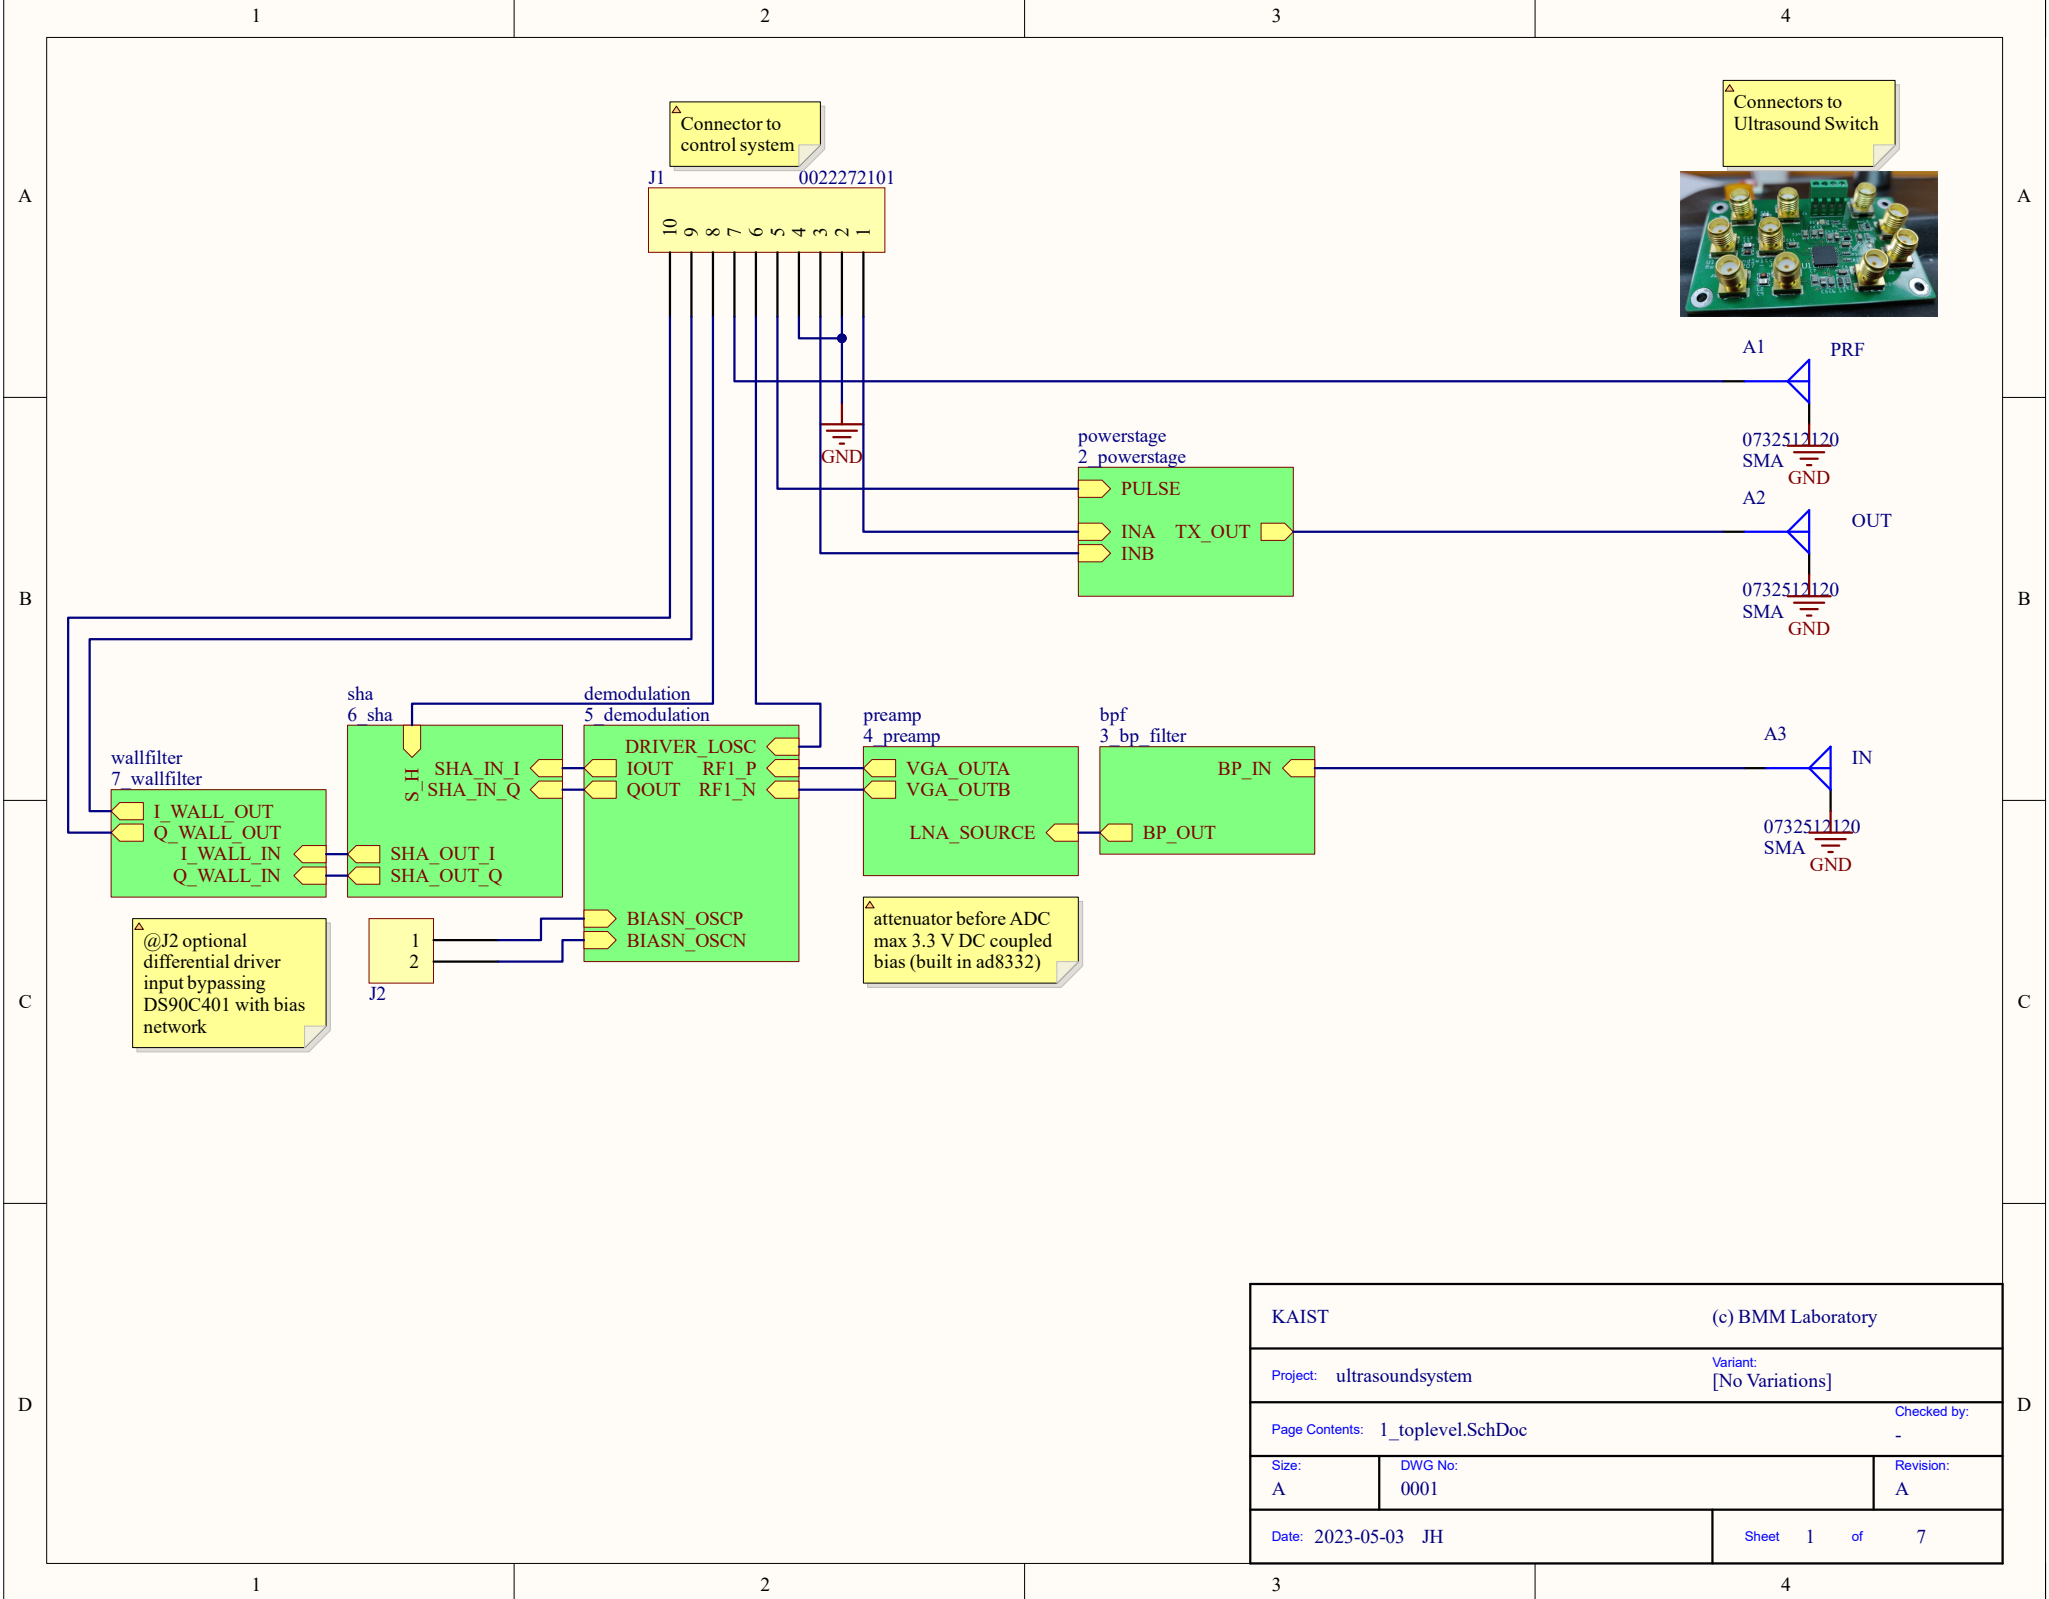 1
2
3
4
A
A
B
B
C
C
D
D
Connector to
control system
J1
0022272101
10
9
8
7
6
5
4
3
2
1
Connectors to
Ultrasound Switch
A1
PRF
0732512120
SMA
GND
GND
powerstage
2_powerstage
PULSE
INA
TX_OUT
INB
A2
OUT
0732512120
SMA
GND
sha
6_sha
S_H
SHA_IN_I
SHA_IN_Q
SHA_OUT_I
SHA_OUT_Q
demodulation
5_demodulation
DRIVER_LOSC
IOUT
RF1_P
QOUT
RF1_N
BIASN_OSCP
BIASN_OSCN
preamp
4_preamp
VGA_OUTA
VGA_OUTB
LNA_SOURCE
bpf
3_bp_filter
BP_IN
BP_OUT
A3
IN
0732512120
SMA
GND
wallfilter
7_wallfilter
I_WALL_OUT
Q_WALL_OUT
I_WALL_IN
Q_WALL_IN
@J2 optional
differential driver
input bypassing
DS90C401 with bias
network
1
2
J2
attenuator before ADC
max 3.3 V DC coupled
bias (built in ad8332)
KAIST
(c) BMM Laboratory
Project: ultrasoundsystem
Variant:
[No Variations]
Page Contents: 1_toplevel.SchDoc
Checked by:
-
Size:
A
DWG No:
0001
Revision:
A
Date: 2023-05-03 JH
Sheet 1 of 7
1
2
3
4